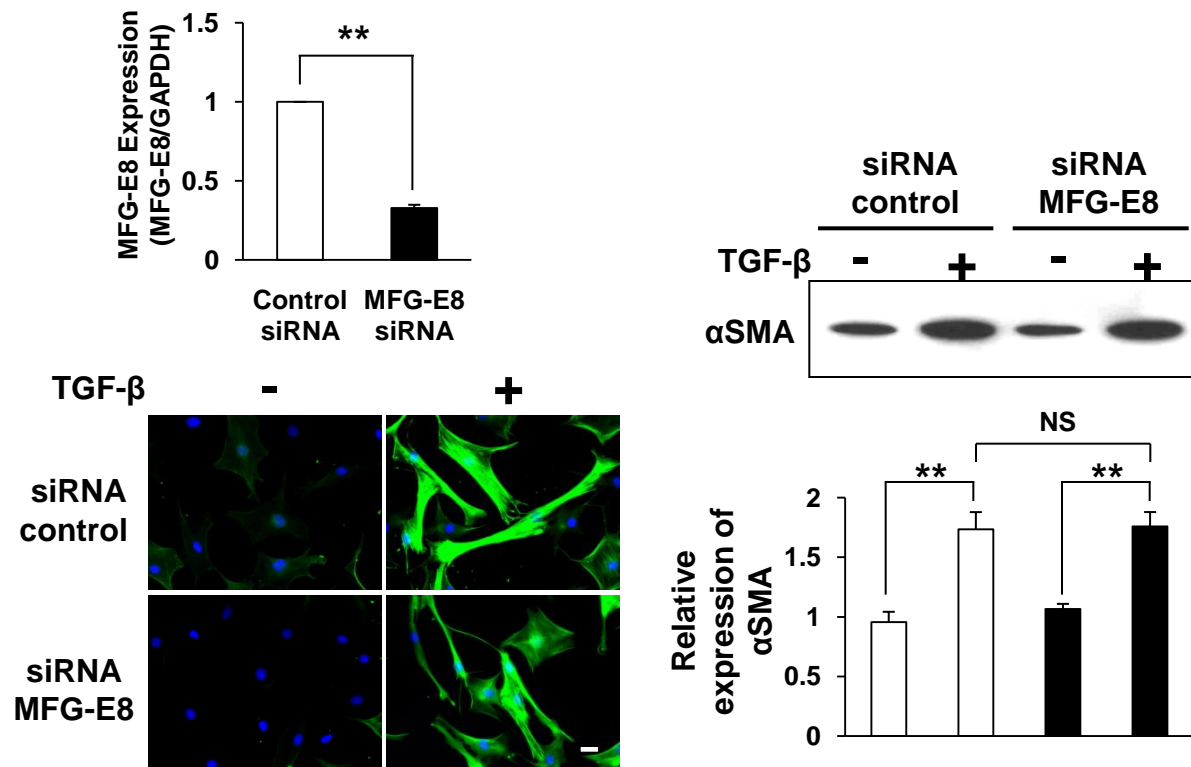 MFG-E8 Expression
(MFG-E8/GAPDH)
1.5
1
0.5
0
**
Control
siRNA
MFG-E8
siRNA
TGF-β
-
+
siRNA
control
siRNA
MFG-E8
siRNA
control
siRNA
MFG-E8
TGF-β
-
+
-
+
αSMA
NS
**
**
Relative
expression of
αSMA
2
1.5
1
0.5
0